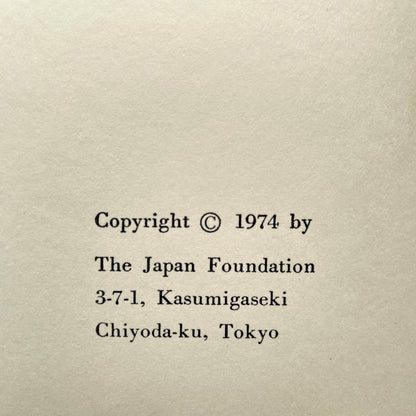 Copyright © 1974 by
The Japan Foundation
3-7-1, Kasumigaseki
Chiyoda-ku, Tokyo